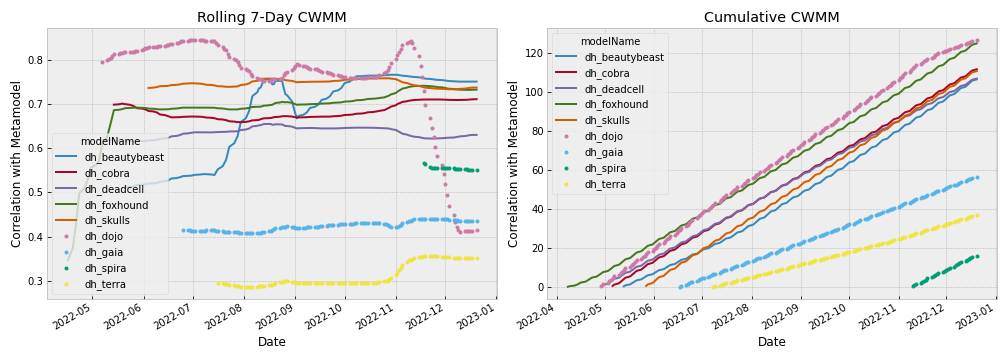 Rolling 7-Day CWMM
Correlation with Metamodel
0.8
0.7
0.6
0.5
0.4
0.3
modelName
dh_beautybeast
dh_cobra
dh_deadcell
dh_foxhound
dh_skulls
dh_dojo
dh_gaia
dh_spira
dh_terra
2022-05
2022-06
2022-07
2022-08
2022-09
2022-10
2022-11
2022-12
2023-01
Date
Cumulative CWMM
Correlation with Metamodel
120
100
80
60
40
20
0
modelName
dh_beautybeast
dh_cobra
dh_deadcell
dh_foxhound
dh_skulls
dh_dojo
dh_gaia
dh_spira
dh_terra
2022-04
2022-05
2022-06
2022-07
2022-08
2022-09
2022-10
2022-11
2022-12
2023-01
Date